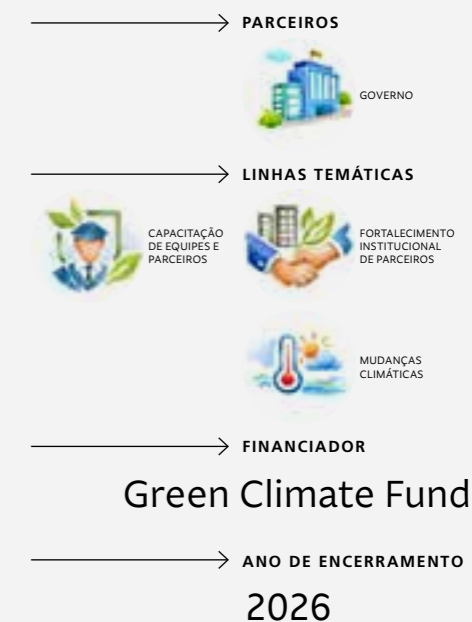 PARCEIROS
GOVERNO
LINHAS TEMÁTICAS
CAPACITAÇÃO
DE EQUIPES E
PARCEIROS
FORTALECIMENTO
INSTITUCIONAL
DE PARCEIROS
MUDANÇAS
CLIMÁTICAS
FINANCIADOR
Green Climate Fund
ANO DE ENCERRAMENTO
2026